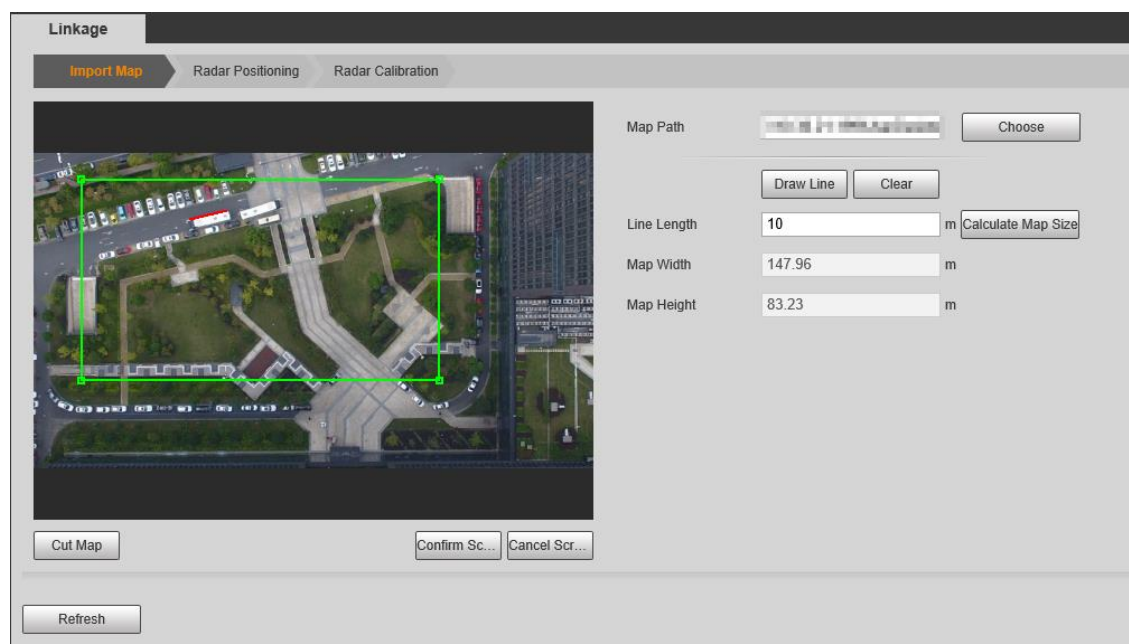 Linkage
Import Map Radar Positioning Radar Calibration
Map Path Choose
Draw Line Clear
Line Length 10 m Calculate Map Size
Map Width 147.96 m
Map Height 83.23 m
Cut Map Confirm Sc... Cancel Scr...
Refresh